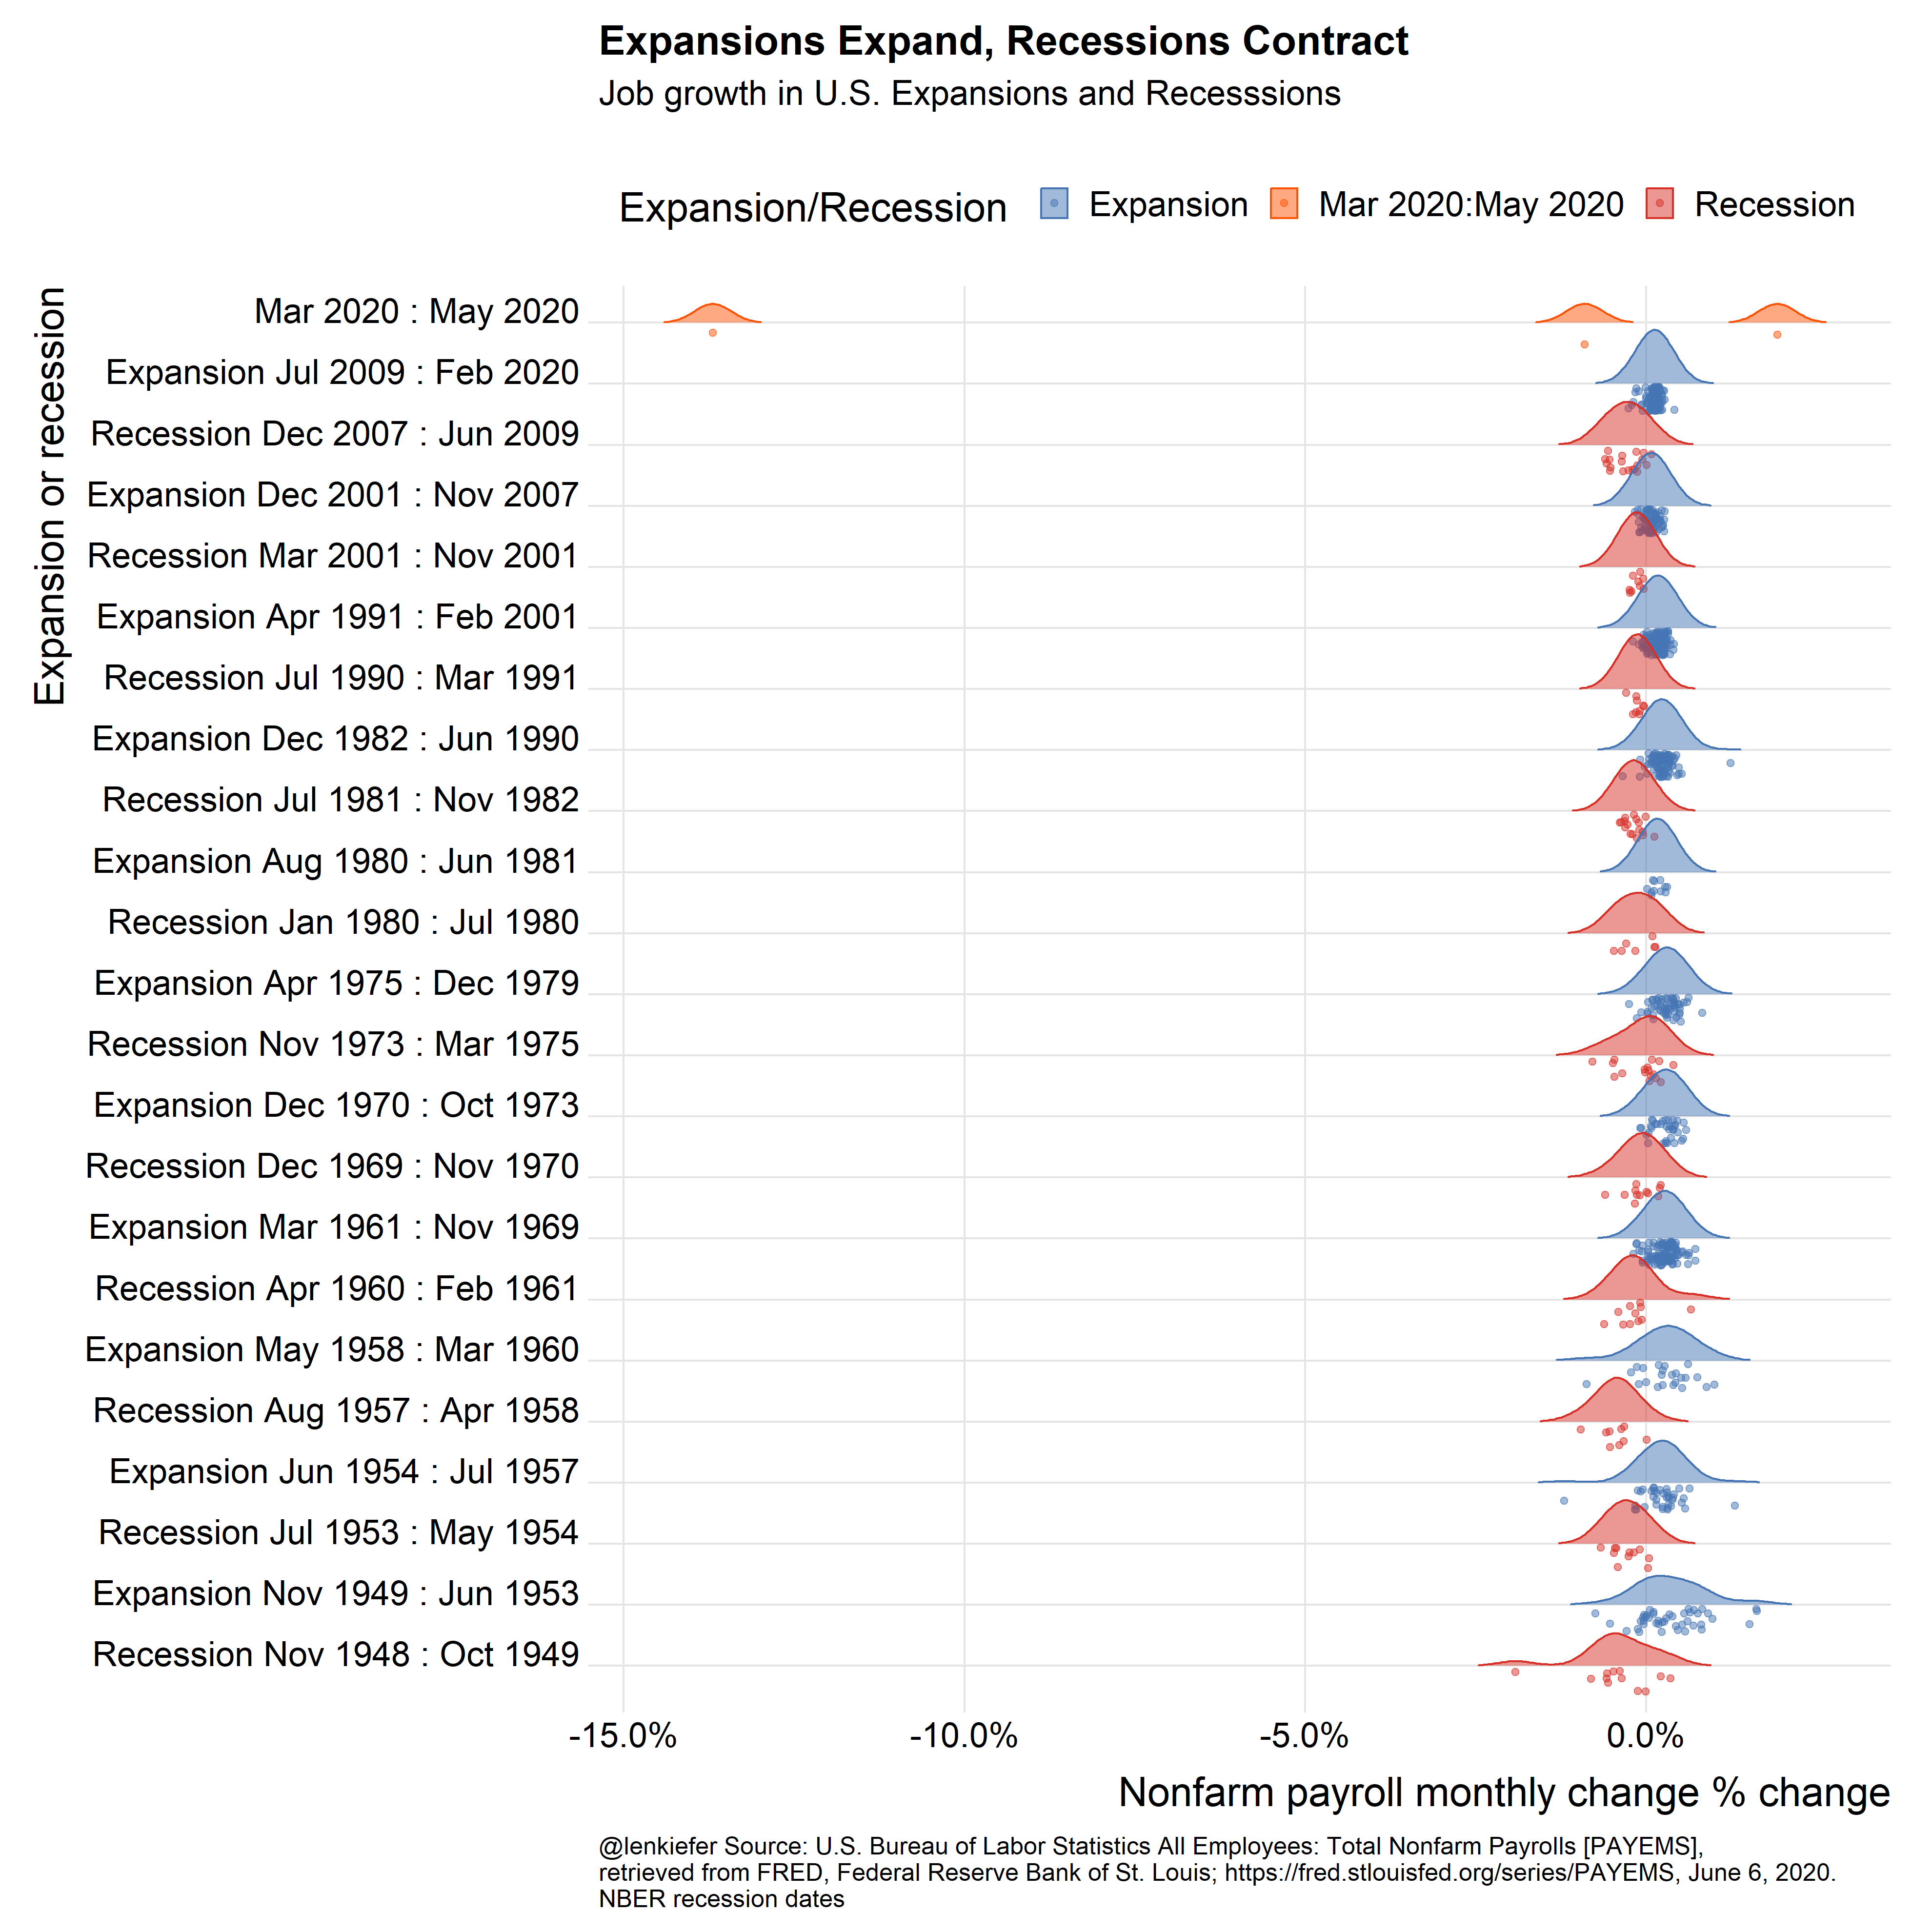 Expansions Expand, Recessions Contract
Job growth in U.S. Expansions and Recesssions
Expansion/Recession
Expansion
Mar 2020:May 2020
Recession
Expansion or recession
Mar 2020 : May 2020
Expansion Jul 2009 : Feb 2020
Recession Dec 2007 : Jun 2009
Expansion Dec 2001 : Nov 2007
Recession Mar 2001 : Nov 2001
Expansion Apr 1991 : Feb 2001
Recession Jul 1990 : Mar 1991
Expansion Dec 1982 : Jun 1990
Recession Jul 1981 : Nov 1982
Expansion Aug 1980 : Jun 1981
Recession Jan 1980 : Jul 1980
Expansion Apr 1975 : Dec 1979
Recession Nov 1973 : Mar 1975
Expansion Dec 1970 : Oct 1973
Recession Dec 1969 : Nov 1970
Expansion Mar 1961 : Nov 1969
Recession Apr 1960 : Feb 1961
Expansion May 1958 : Mar 1960
Recession Aug 1957 : Apr 1958
Expansion Jun 1954 : Jul 1957
Recession Jul 1953 : May 1954
Expansion Nov 1949 : Jun 1953
Recession Nov 1948 : Oct 1949
-15.0%
-10.0%
-5.0%
0.0%
Nonfarm payroll monthly change % change
@lenkiefer Source: U.S. Bureau of Labor Statistics All Employees: Total Nonfarm Payrolls [PAYEMS],
retrieved from FRED, Federal Reserve Bank of St. Louis; https://fred.stlouisfed.org/series/PAYEMS, June 6, 2020.
NBER recession dates